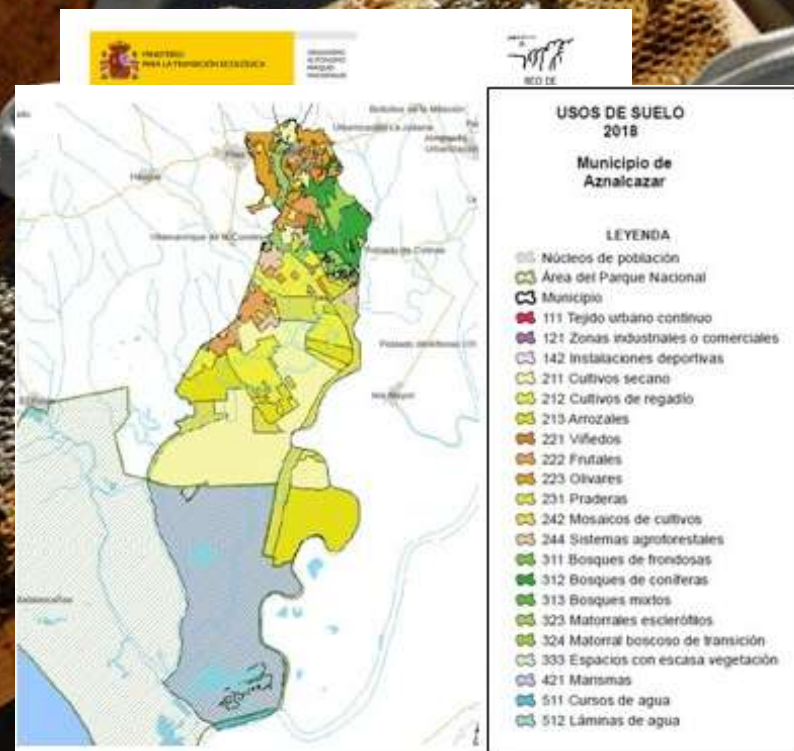 MINISTERIO
PARA LA TRANSICIÓN ECOLÓGICA
ORGANISMO
AUTÓNOMO
PARQUES
NACIONALES
RED DE
USOS DE SUELO
2018
Municipio de
Aznalcazar
LEYENDA
Núcleos de población
Área del Parque Nacional
Municipio
111 Tejido urbano continuo
121 Zonas industriales o comerciales
142 Instalaciones deportivas
211 Cultivos secano
212 Cultivos de regadío
213 Arrozales
221 Viñedos
222 Frutales
223 Olivares
231 Praderas
242 Mosaicos de cultivos
244 Sistemas agroforestales
311 Bosques de frondosas
312 Bosques de coníferas
313 Bosques mixtos
323 Matorrales esclerófilos
324 Matorral boscoso de transición
333 Espacios con escasa vegetación
421 Marismas
511 Cursos de agua
512 Láminas de agua
Bollullos de la Mitación
Pilas
Hinojos
Isla Mayor